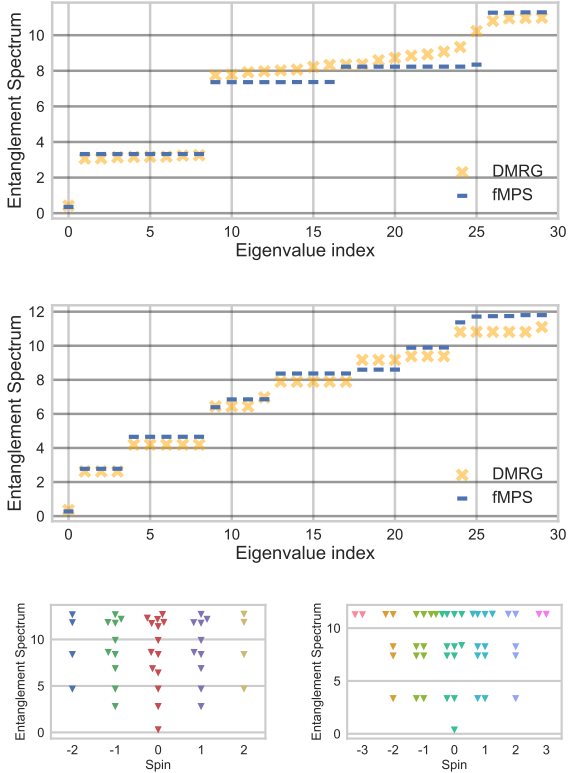 Entanglement Spectrum
10
8
6
4
2
0
DMRG
fMPS
0 5 10 15 20 25 30
Eigenvalue index
Entanglement Spectrum
12
10
8
6
4
2
0
DMRG
fMPS
0 5 10 15 20 25 30
Eigenvalue index
Entanglement Spectrum
10
5
0
-2 -1 0 1 2
Spin
Entanglement Spectrum
10
5
0
-3 -2 -1 0 1 2 3
Spin